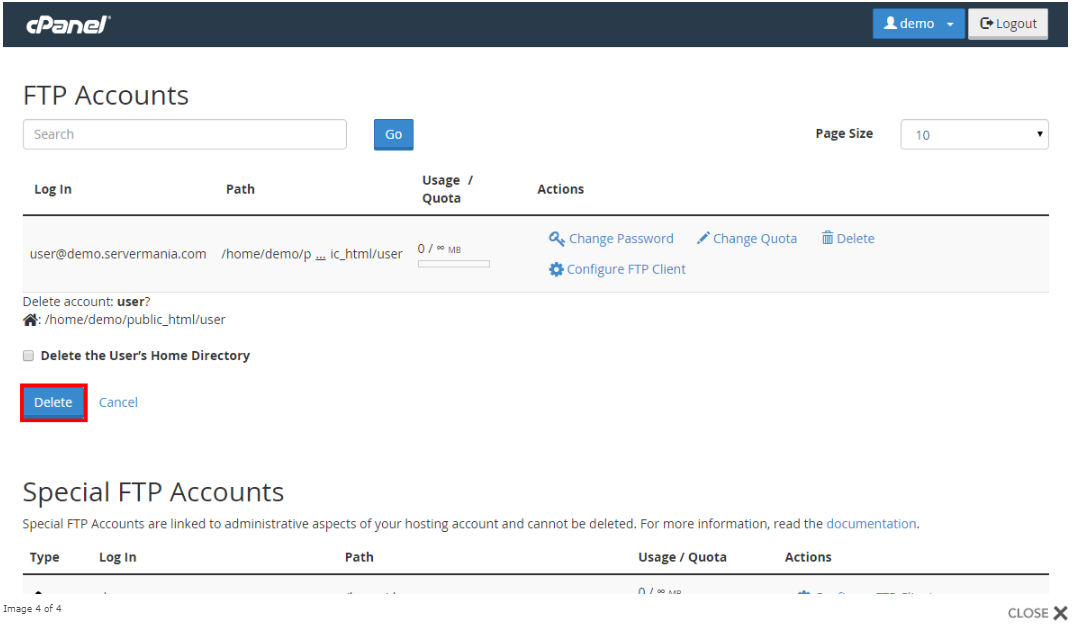 cPanel
demo
Logout
FTP Accounts
Search
Go
Page Size
10
Log In
Path
Usage / Quota
Actions
user@demo.servermania.com
/home/demo/p ... ic_html/user
0 / ∞ MB
Change Password
Change Quota
Delete
Configure FTP Client
Delete account: user?
: /home/demo/public_html/user
Delete the User’s Home Directory
Delete
Cancel
Special FTP Accounts
Special FTP Accounts are linked to administrative aspects of your hosting account and cannot be deleted. For more information, read the documentation.
Type
Log In
Path
Usage / Quota
Actions
0 / ∞ MB
Image 4 of 4
CLOSE